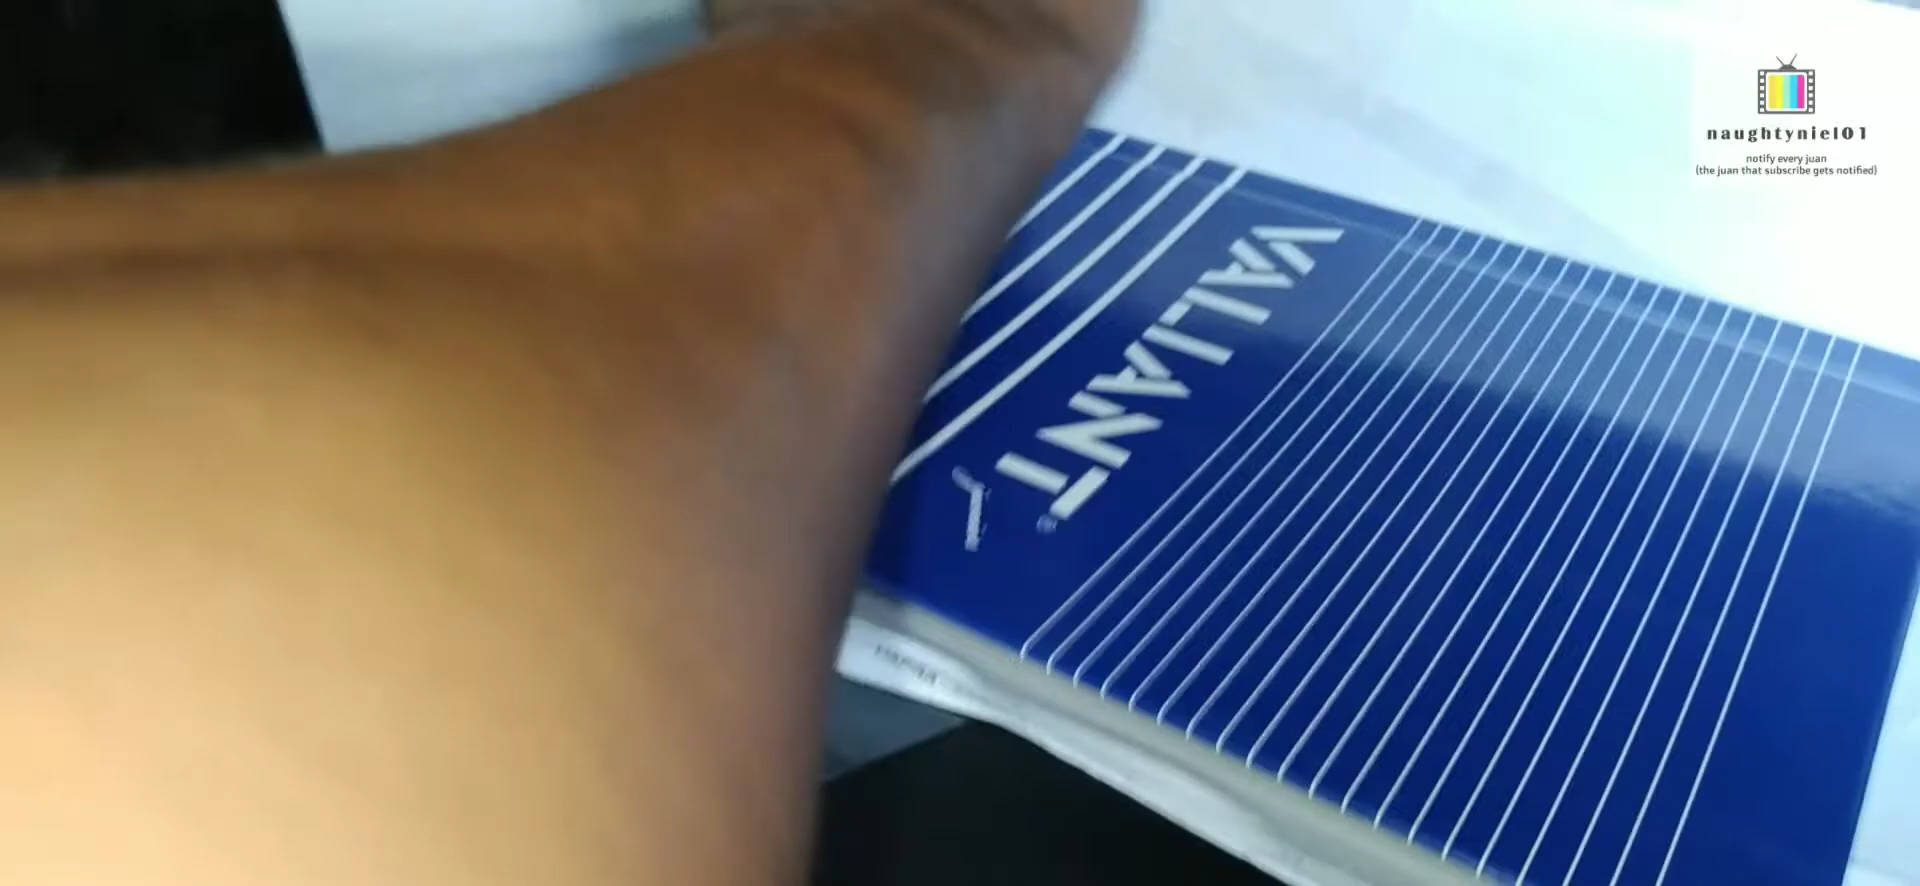 naughtyniel01
notify every juan
(the juan that subscribe gets notified)
VALIANT